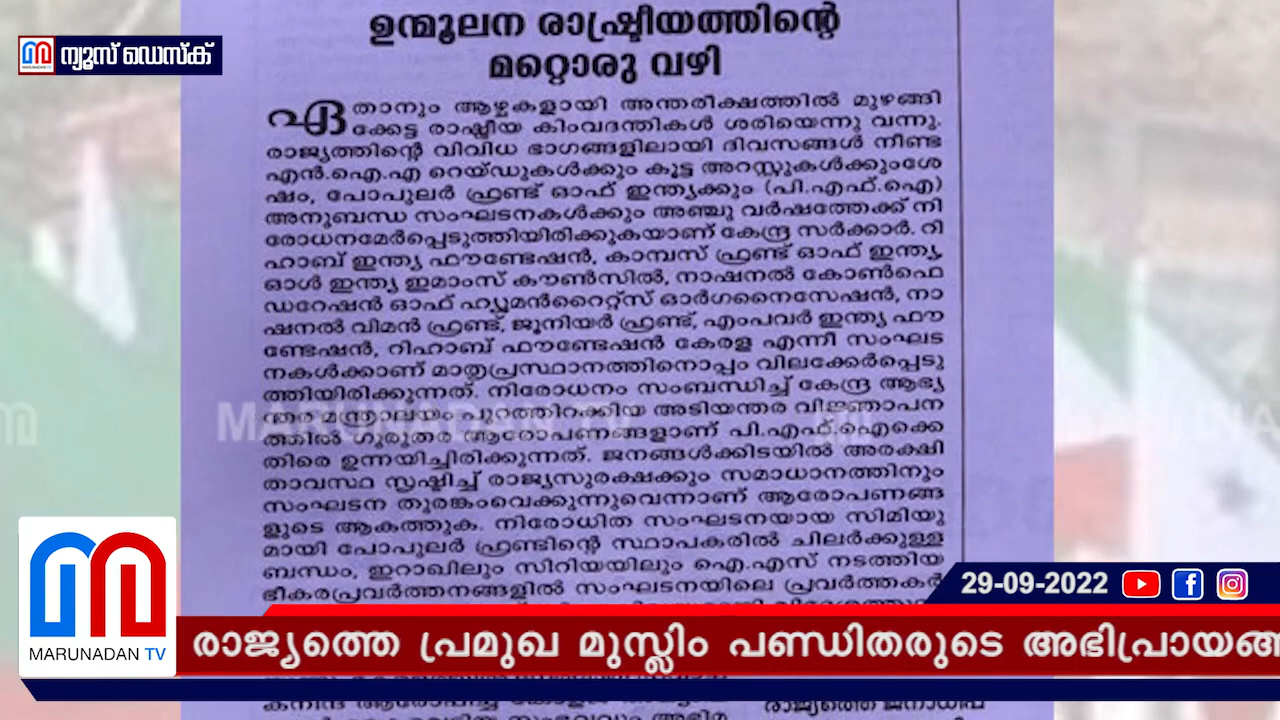 ഉന്മൂലന രാഷ്ട്രീയത്തിന്റെ
മറ്റൊരു വഴി
MARUNADAN TV
ന്യൂസ് ഡെസ്ക്
ഏതാനും ആഴ്ചകളായി അന്തരീക്ഷത്തിൽ മുഴങ്ങി
ക്കേട്ട രാഷ്ട്രീയ കിംവദന്തികൾ ശരിയെന്നു വന്നു.
രാജ്യത്തിന്റെ വിവിധ ഭാഗങ്ങളിലായി ദിവസങ്ങൾ നീണ്ട
എൻ.ഐ.എ റെയ്ഡുകൾക്കും കൂട്ട അറസ്റ്റുകൾക്കുംശേ
ഷം, പോപുലർ ഫ്രണ്ട് ഓഫ് ഇന്ത്യക്കും (പി.എഫ്.ഐ)
അനുബന്ധ സംഘടനകൾക്കും അഞ്ചു വർഷത്തേക്ക് നി
രോധനമേർപ്പെടുത്തിയിരിക്കുകയാണ് കേന്ദ്ര സർക്കാർ. റി
ഹാബ് ഇന്ത്യ ഫൗണ്ടേഷൻ, കാമ്പസ് ഫ്രണ്ട് ഓഫ് ഇന്ത്യ,
ഓൾ ഇന്ത്യ ഇമാംസ് കൗൺസിൽ, നാഷനൽ കോൺഫെ
ഡറേഷൻ ഓഫ് ഹ്യൂമൻറൈറ്റ്സ് ഓർഗനൈസേഷൻ, നാ
ഷനൽ വിമൻ ഫ്രണ്ട്, ജൂനിയർ ഫ്രണ്ട്, എംപവർ ഇന്ത്യ ഫൗ
ണ്ടേഷൻ, റിഹാബ് ഫൗണ്ടേഷൻ കേരള എന്നീ സംഘട
നകൾക്കാണ് മാതൃപ്രസ്ഥാനത്തിനൊപ്പം വിലക്കേർപ്പെടു
ത്തിയിരിക്കുന്നത്. നിരോധനം സംബന്ധിച്ച് കേന്ദ്ര ആഭ്യ
ന്തര മന്ത്രാലയം പുറത്തിറക്കിയ അടിയന്തര വിജ്ഞാപന
ത്തിൽ ഗുരുതര ആരോപണങ്ങളാണ് പി.എഫ്.ഐക്കെ
തിരെ ഉന്നയിച്ചിരിക്കുന്നത്. ജനങ്ങൾക്കിടയിൽ അരക്ഷി
താവസ്ഥ സൃഷ്ടിച്ച് രാജ്യസുരക്ഷക്കും സമാധാനത്തിനും
സംഘടന തുരങ്കംവെക്കുന്നുവെന്നാണ് ആരോപണങ്ങ
ളുടെ ആകത്തുക. നിരോധിത സംഘടനയായ സിമിയു
മായി പോപുലർ ഫ്രണ്ടിന്റെ സ്ഥാപകരിൽ ചിലർക്കുള്ള
ബന്ധം, ഇറാഖിലും സിറിയയിലും ഐ.എസ് നടത്തിയ
ഭീകരപ്രവർത്തനങ്ങളിൽ സംഘടനയിലെ പ്രവർത്തകർ
MARUNADAN TV
29-09-2022
MARUNADAN TV
രാജ്യത്തെ പ്രമുഖ മുസ്ലിം പണ്ഡിതരുടെ അഭിപ്രായങ്ങ
രാജ്യത്തെ ജനാധിപ